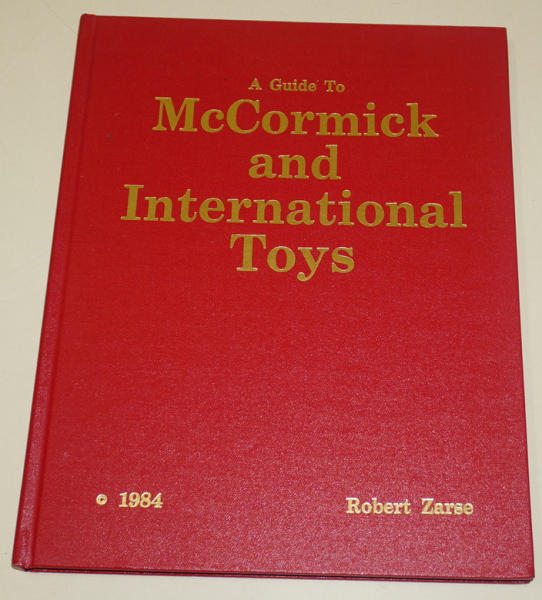 A Guide To
McCormick
and
International
Toys
© 1984
Robert Zarse